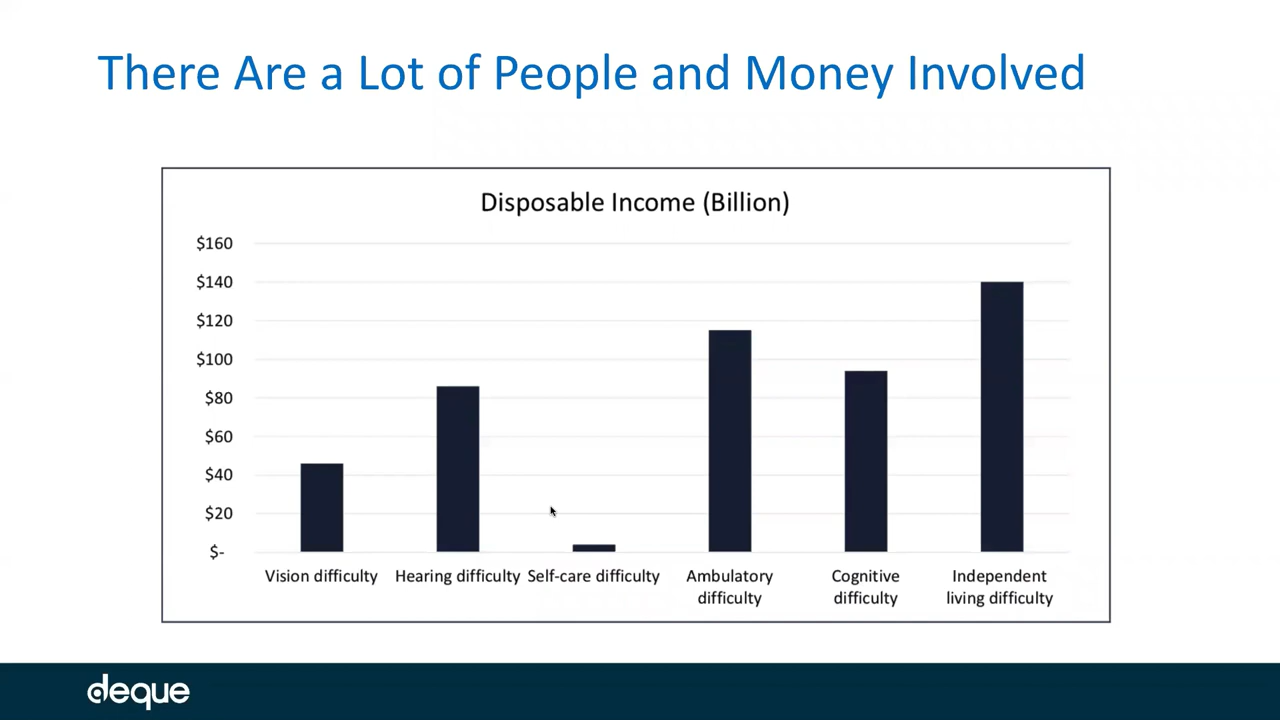 There Are a Lot of People and Money Involved
Disposable Income (Billion)
$160
$140
$120
$100
$80
$60
$40
$20
$-
Vision difficulty
Hearing difficulty
Self-care difficulty
Ambulatory
difficulty
Cognitive
difficulty
Independent
living difficulty
deque